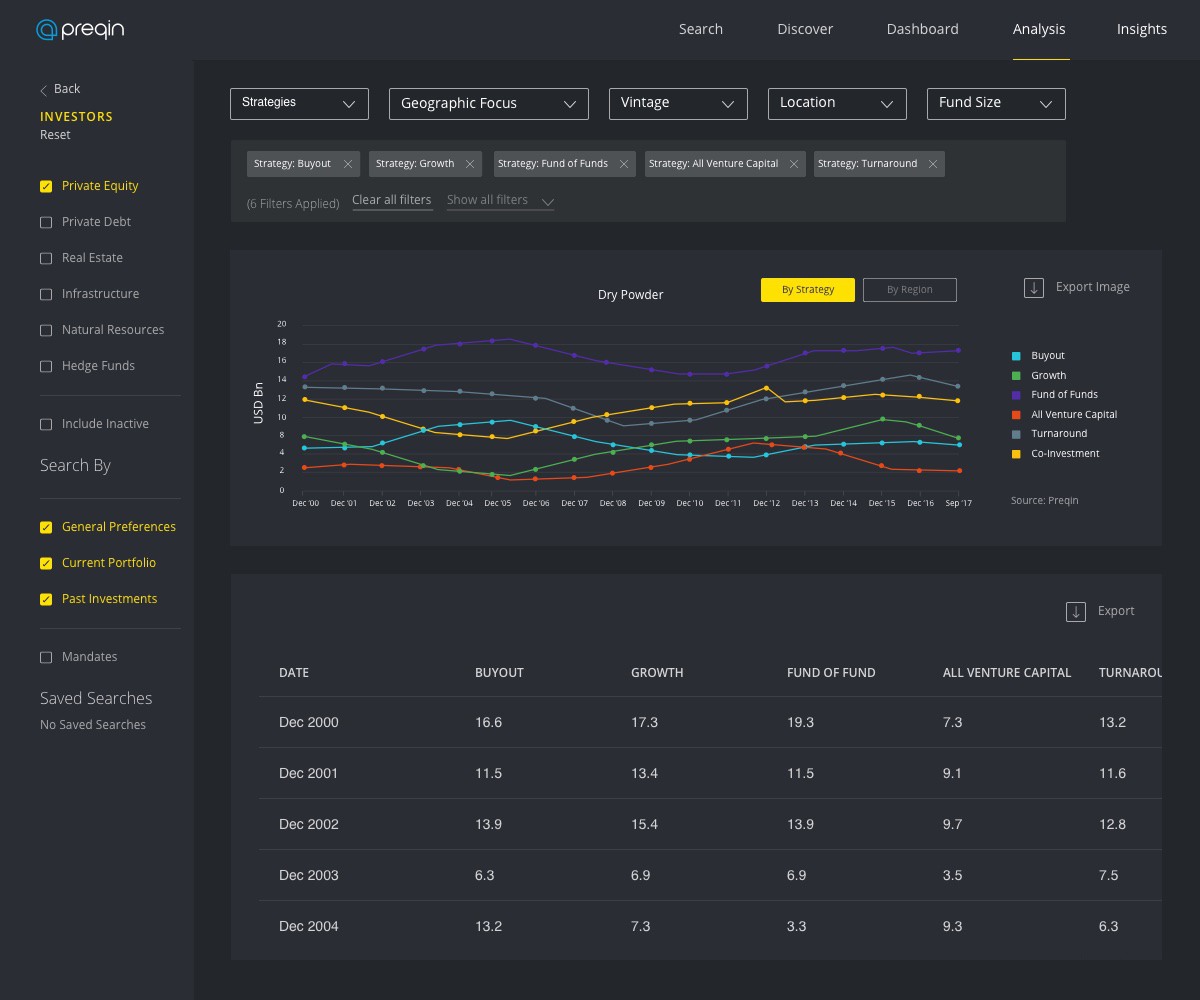 preqin
Search Discover Dashboard Analysis Insights
Back
INVESTORS
Reset
Private Equity
Private Debt
Real Estate
Infrastructure
Natural Resources
Hedge Funds
Include Inactive
Search By
General Preferences
Current Portfolio
Past Investments
Mandates
Saved Searches
No Saved Searches
Strategies Geographic Focus Vintage Location Fund Size
Strategy: Buyout Strategy: Growth Strategy: Fund of Funds Strategy: All Venture Capital Strategy: Turnaround
(6 Filters Applied) Clear all filters Show all filters
Dry Powder
By Strategy By Region
Export Image
USD Bn
20
18
16
14
12
10
8
6
4
2
0
Dec '00 Dec '01 Dec '02 Dec '03 Dec '04 Dec '05 Dec '06 Dec '07 Dec '08 Dec '09 Dec '10 Dec '11 Dec '12 Dec '13 Dec '14 Dec '15 Dec '16 Sep '17
Buyout
Growth
Fund of Funds
All Venture Capital
Turnaround
Co-Investment
Source: Preqin
Export
DATE BUYOUT GROWTH FUND OF FUND ALL VENTURE CAPITAL TURNAROU
Dec 2000 16.6 17.3 19.3 7.3 13.2
Dec 2001 11.5 13.4 11.5 9.1 11.6
Dec 2002 13.9 15.4 13.9 9.7 12.8
Dec 2003 6.3 6.9 6.9 3.5 7.5
Dec 2004 13.2 7.3 3.3 9.3 6.3